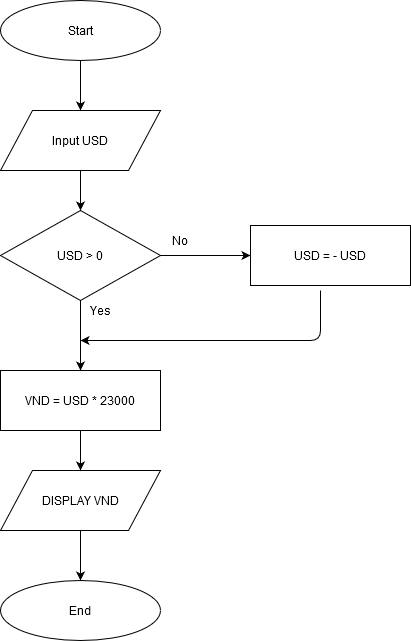 Start
Input USD
USD > 0
No
USD = - USD
Yes
VND = USD * 23000
DISPLAY VND
End